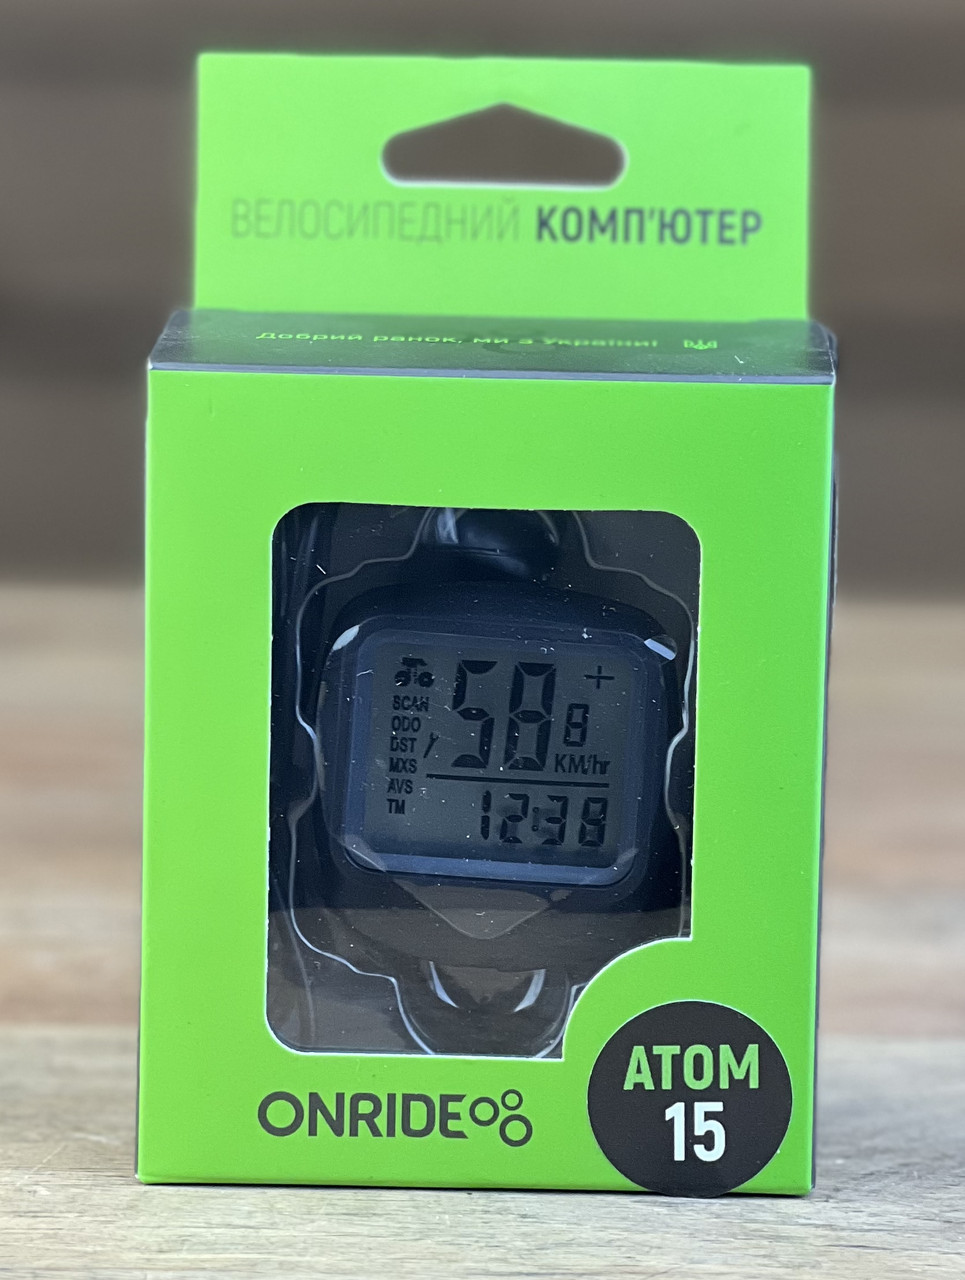 ВЕЛОСИПЕДНИЙ КОМП'ЮТЕР
Добрий ранок, ми з України!
SCAN
ODO
DST
MXS
AVS
TM
58 8
+
KM/hr
12:38
ONRIDE
ATOM
15